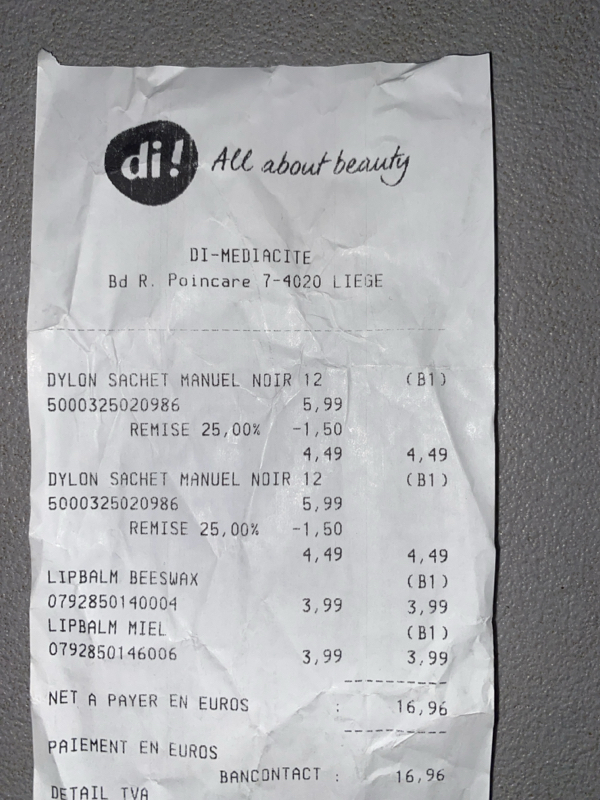 di! All about beauty
DI-MEDIACITE
Bd R. Poincare 7-4020 LIEGE
DYLON SACHET MANUEL NOIR 12 (B1)
5000325020986 5,99
REMISE 25,00% -1,50
4,49 4,49
DYLON SACHET MANUEL NOIR 12 (B1)
5000325020986 5,99
REMISE 25,00% -1,50
4,49 4,49
LIPBALM BEESWAX (B1)
0792850140004 3,99 3,99
LIPBALM MIEL (B1)
0792850146006 3,99 3,99
NET A PAYER EN EUROS : 16,96
PAIEMENT EN EUROS
BANCONTACT : 16,96
DETAIL TVA